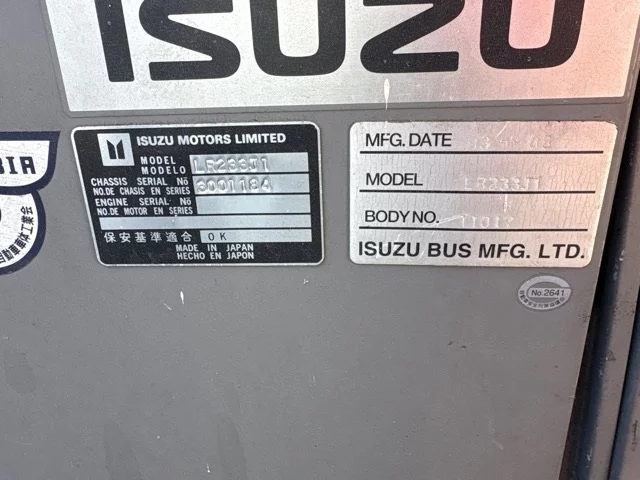 ISUZU
ISUZU MOTORS LIMITED
MODEL
MODELO
LR233J1
CHASSIS SERIAL No
NO. DE CHASIS EN SERIES
ENGINE SERIAL No
NO. DE MOTOR EN SERIES
保安基準適合 OK
MADE IN JAPAN
HECHO EN JAPON
MFG. DATE
MODEL LR233J1
BODY NO. 11017
ISUZU BUS MFG. LTD.
BIA
No.2641